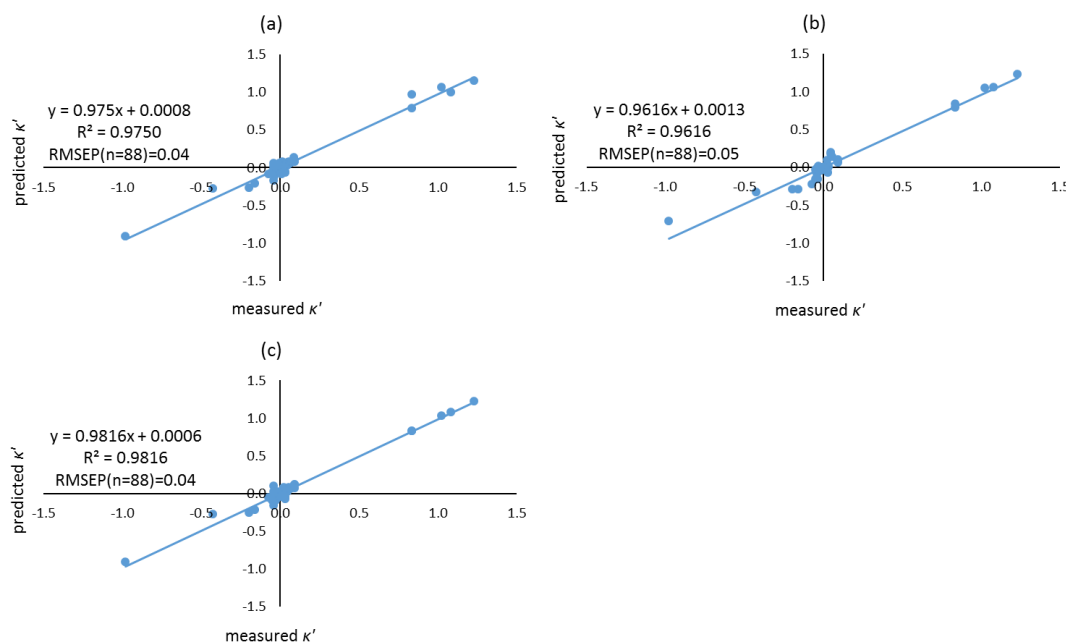 (a)
1.5
1.0
0.5
0.0
-0.5
-1.0
-1.5
-1.5 -1.0 -0.5 0.0 0.5 1.0 1.5
y = 0.975x + 0.0008
R² = 0.9750
RMSEP(n=88)=0.04
predicted κ'
measured κ'
(b)
1.5
1.0
0.5
0.0
-0.5
-1.0
-1.5
-1.5 -1.0 -0.5 0.0 0.5 1.0 1.5
y = 0.9616x + 0.0013
R² = 0.9616
RMSEP(n=88)=0.05
predicted κ'
measured κ'
(c)
1.5
1.0
0.5
0.0
-0.5
-1.0
-1.5
-1.5 -1.0 -0.5 0.0 0.5 1.0 1.5
y = 0.9816x + 0.0006
R² = 0.9816
RMSEP(n=88)=0.04
predicted κ'
measured κ'